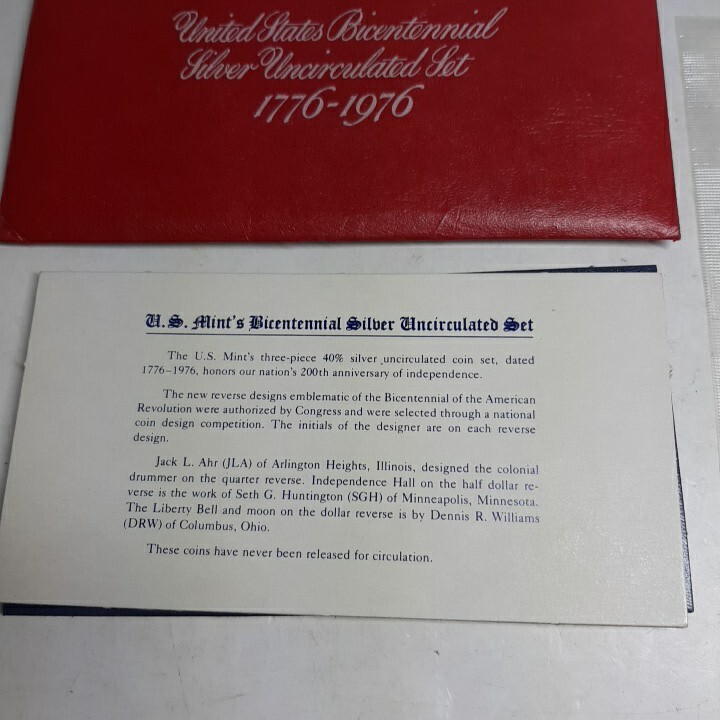 United States Bicentennial
Silver Uncirculated Set
1776-1976
U.S. Mint's Bicentennial Silver Uncirculated Set
The U.S. Mint's three-piece 40% silver uncirculated coin set, dated
1776–1976, honors our nation's 200th anniversary of independence.
The new reverse designs emblematic of the Bicentennial of the American
Revolution were authorized by Congress and were selected through a national
coin design competition. The initials of the designer are on each reverse
design.
Jack L. Ahr (JLA) of Arlington Heights, Illinois, designed the colonial
drummer on the quarter reverse. Independence Hall on the half dollar re-
verse is the work of Seth G. Huntington (SGH) of Minneapolis, Minnesota.
The Liberty Bell and moon on the dollar reverse is by Dennis R. Williams
(DRW) of Columbus, Ohio.
These coins have never been released for circulation.